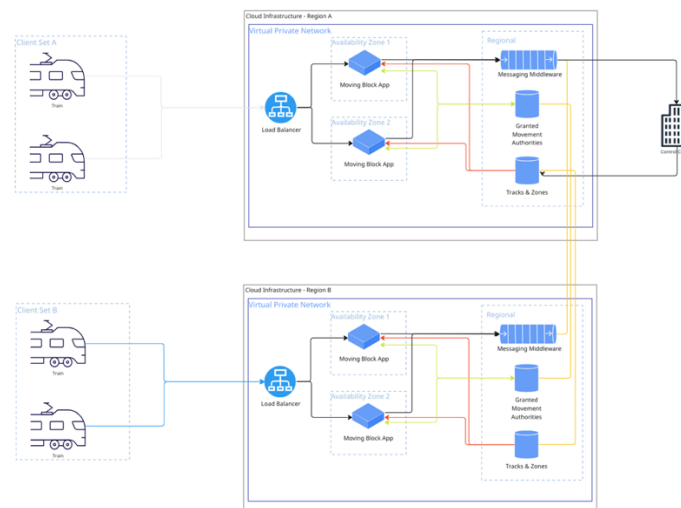 Cloud Infrastructure - Region A
Virtual Private Network
Client Set A
Availability Zone 1
Regional
Train
Moving Block App
Messaging Middleware
Load Balancer
Availability Zone 2
Granted
Movement
Authorities
Moving Block App
Train
Tracks & Zones
Cloud Infrastructure - Region B
Virtual Private Network
Client Set B
Availability Zone 1
Regional
Train
Moving Block App
Messaging Middleware
Load Balancer
Availability Zone 2
Granted
Movement
Authorities
Moving Block App
Train
Tracks & Zones